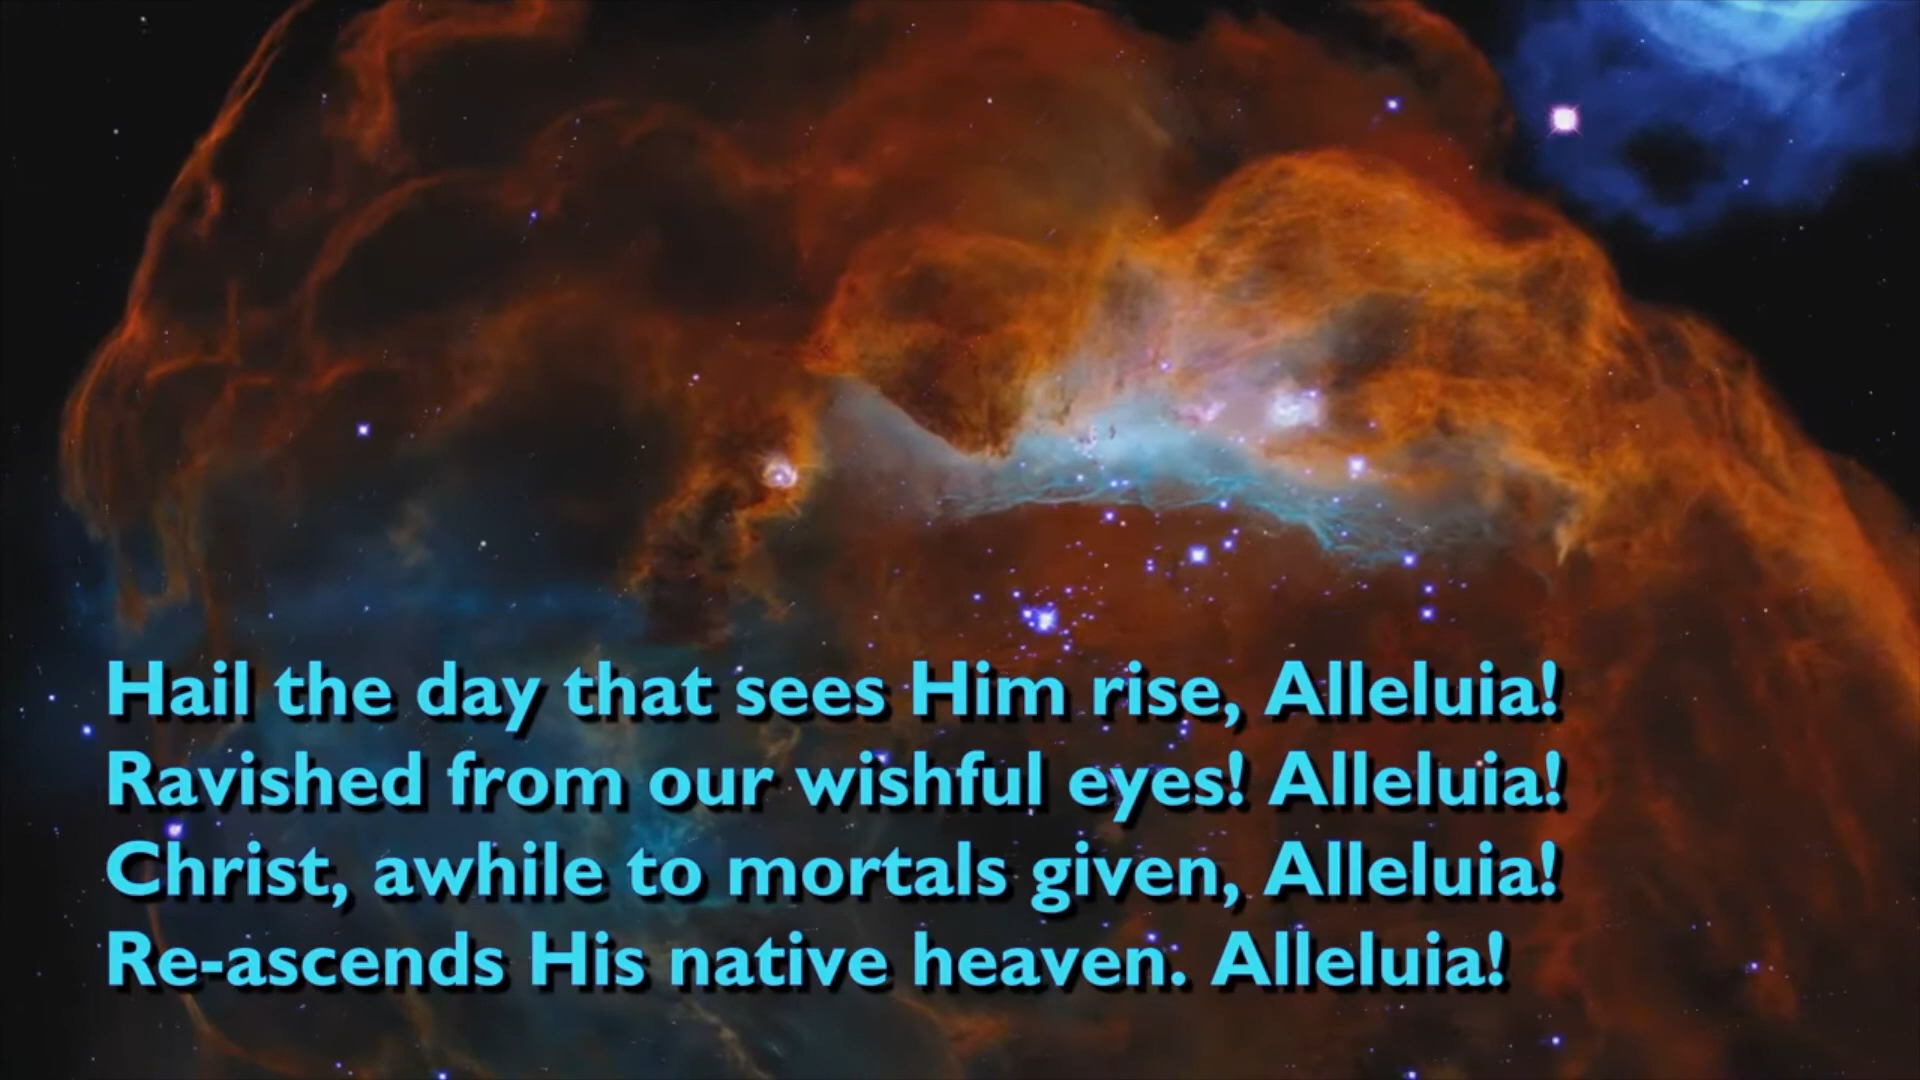 Hail the day that sees Him rise, Alleluia!
Ravished from our wishful eyes! Alleluia!
Christ, awhile to mortals given, Alleluia!
Re-ascends His native heaven. Alleluia!